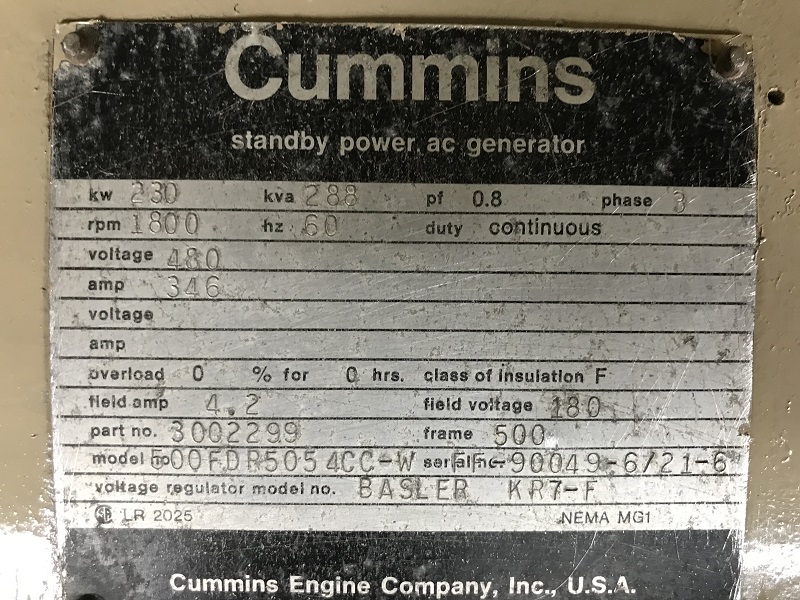 Cummins
standby power ac generator
kw 230 kva 288 pf 0.8 phase 3
rpm 1800 hz 60 duty continuous
voltage 480
amp 346
voltage
amp
overload 0 % for 0 hrs. class of insulation F
field amp 4.2 field voltage 180
part no. 3002299 frame 500
model no 500FDR5054CC-W serial no. 90049-6/21-6
voltage regulator model no. BASLER KR7-F
LR 2025 NEMA MG1
Cummins Engine Company, Inc., U.S.A.